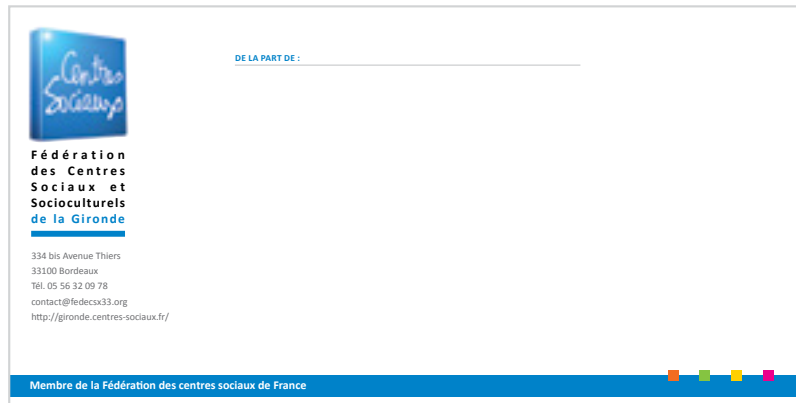 Centres
Sociaux
DE LA PART DE :
Fédération
des Centres
Sociaux et
Socioculturels
de la Gironde
334 bis Avenue Thiers
33100 Bordeaux
Tél. 05 56 32 09 78
contact@fedecsx33.org
http://gironde.centres-sociaux.fr/
Membre de la Fédération des centres sociaux de France